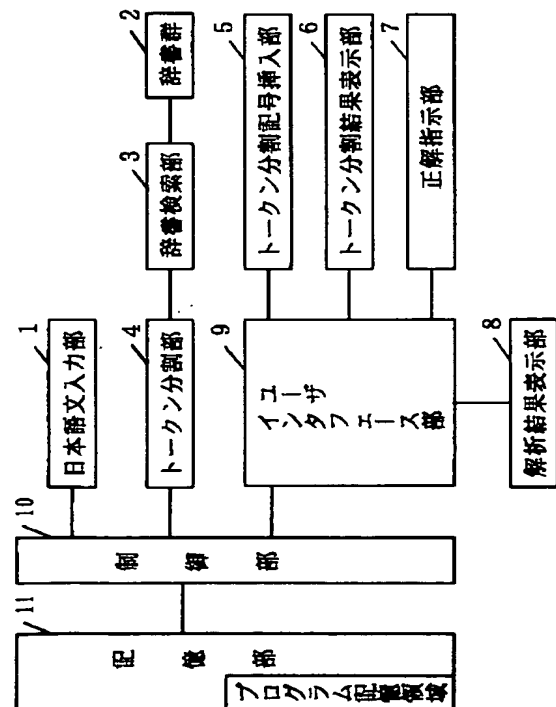 1
日本語文入力部
2
辞書群
3
辞書検索部
4
トークン分割部
5
トークン分割記号挿入部
6
トークン分割結果表示部
7
正解指示部
8
解析結果表示部
9
ユーザ
インタフェース部
10
制御部
11
記憶部
プログラム記憶領域